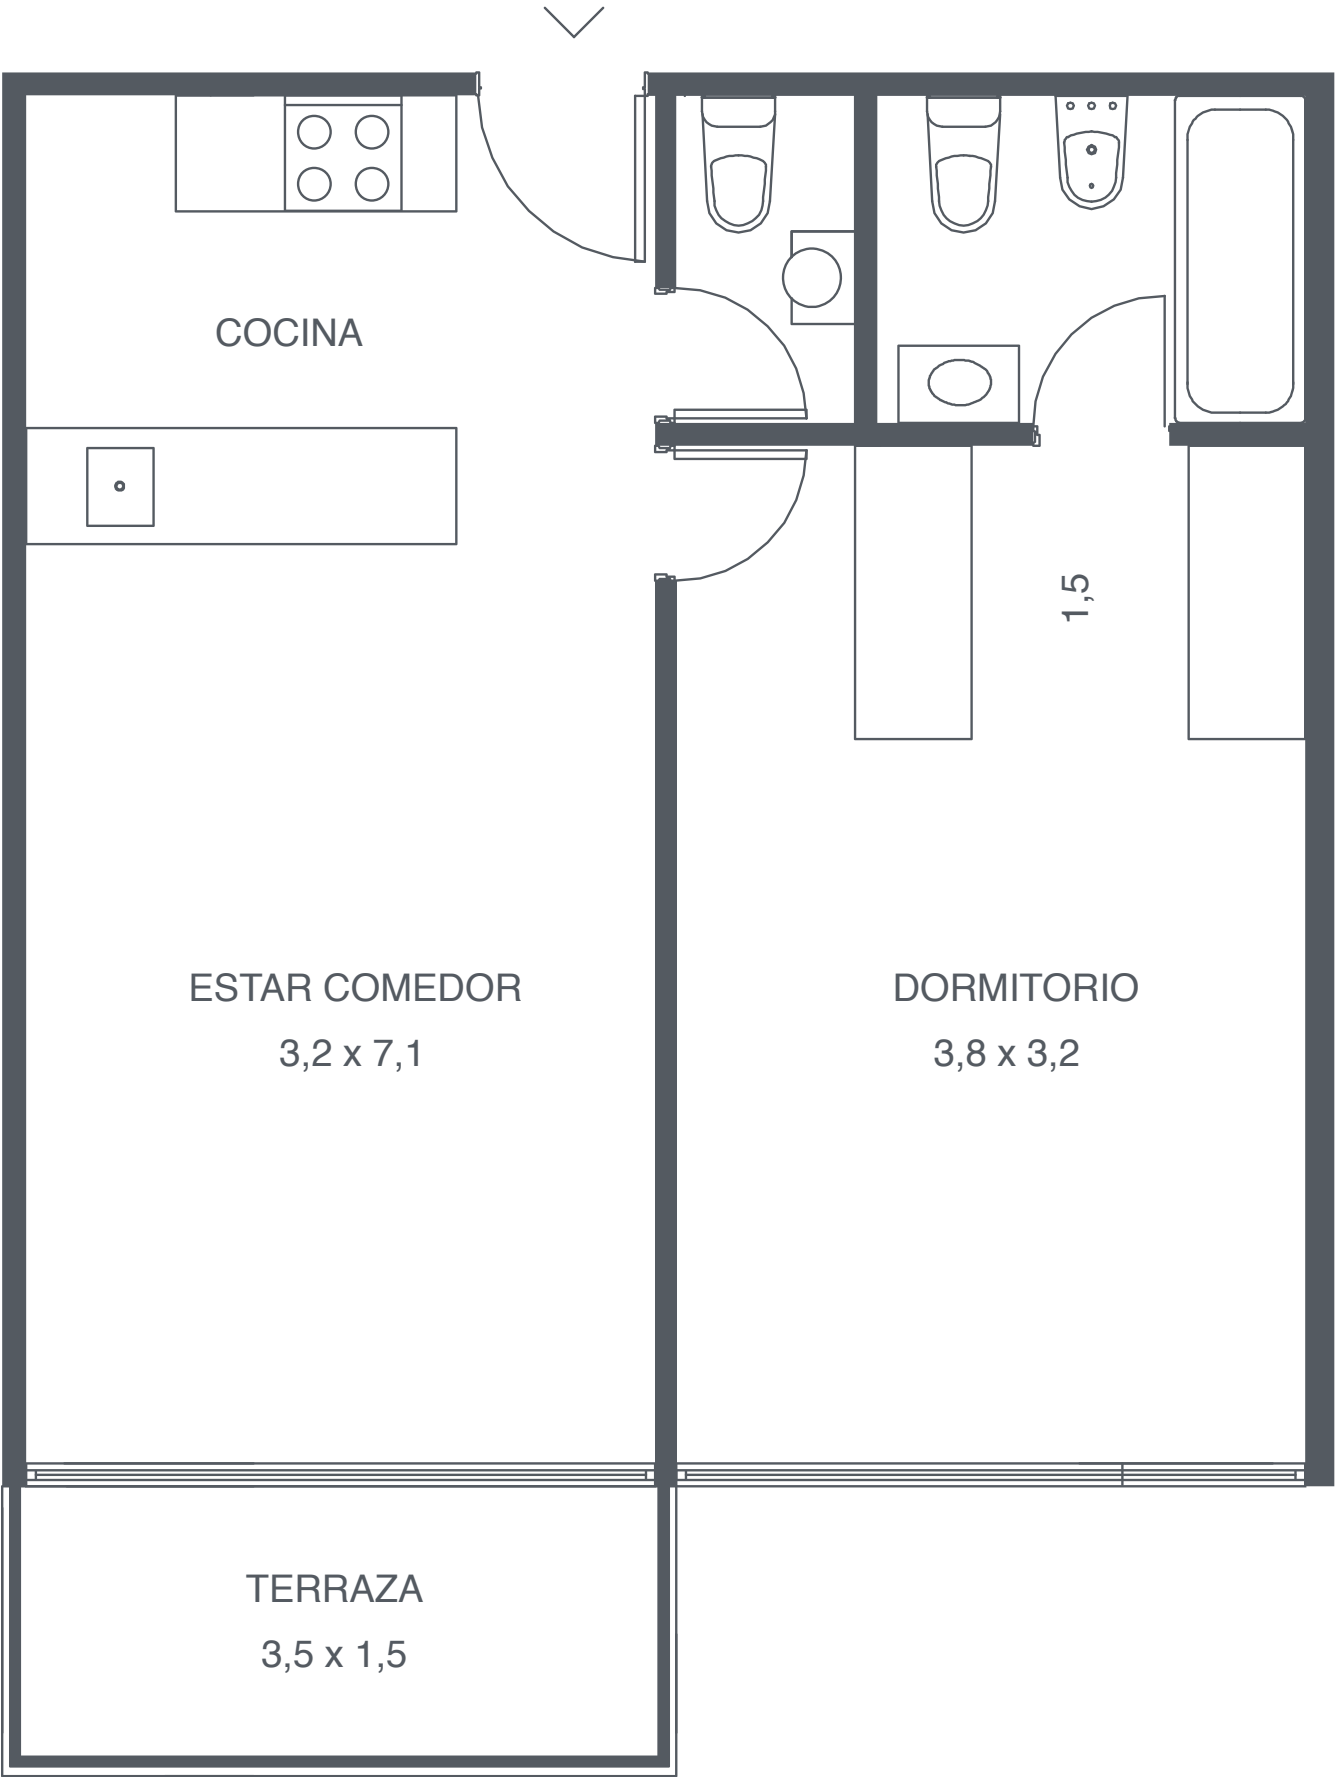 COCINA
1,5
ESTAR COMEDOR
3,2 x 7,1
DORMITORIO
3,8 x 3,2
TERRAZA
3,5 x 1,5